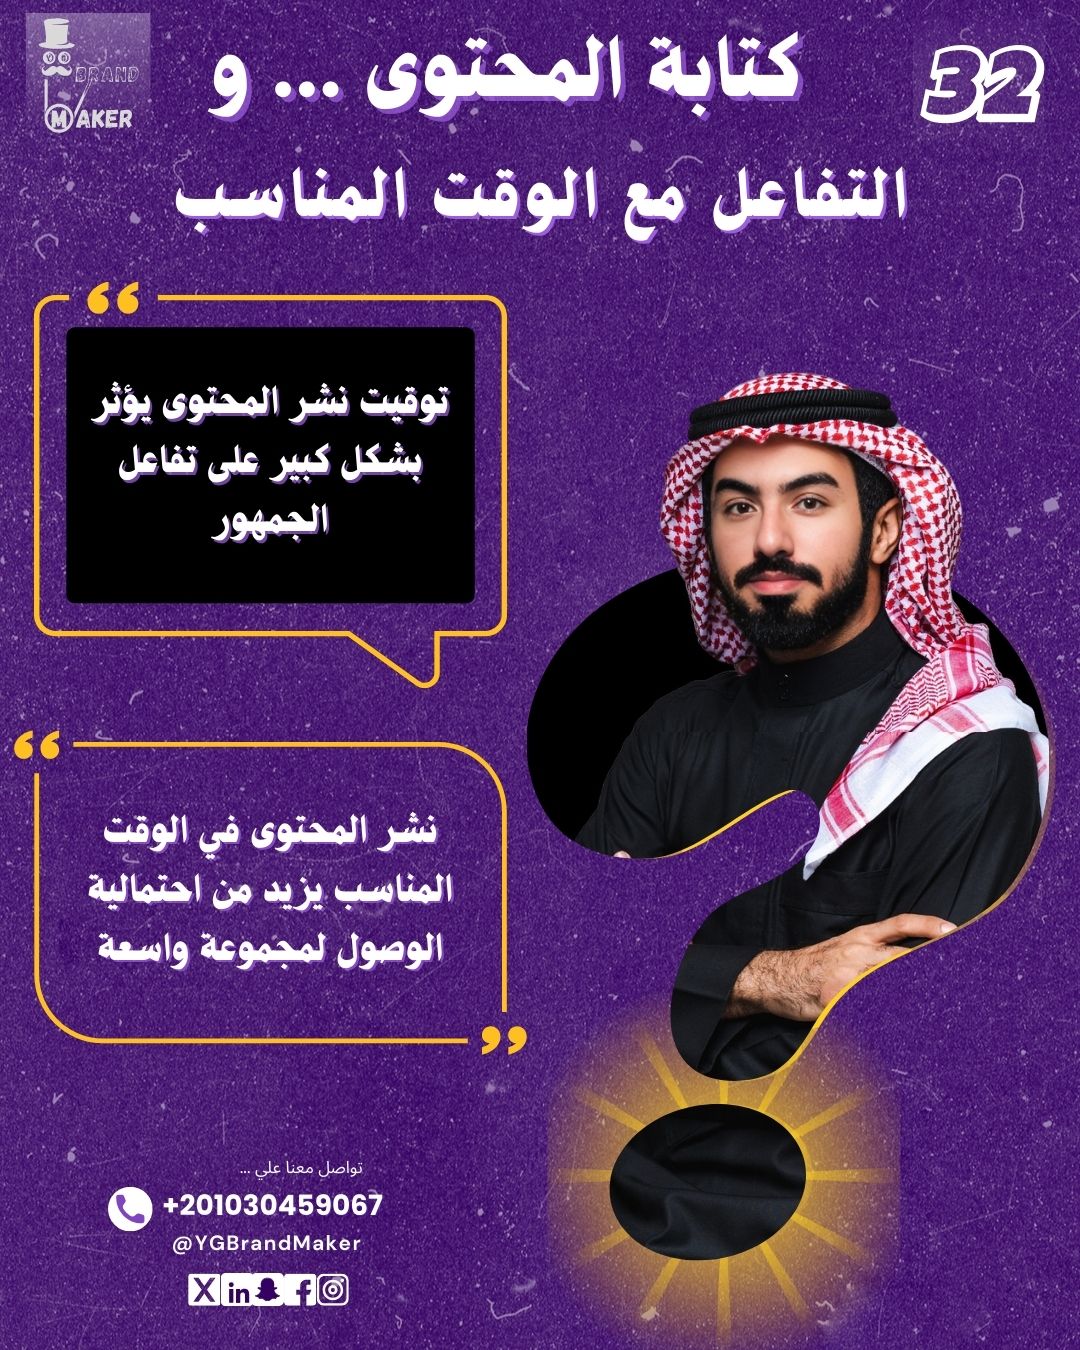 BRAND
MAKER
32
كتابة المحتوى ... و
التفاعل مع الوقت المناسب
توقيت نشر المحتوى يؤثر
بشكل كبير على تفاعل
الجمهور
نشر المحتوى في الوقت
المناسب يزيد من احتمالية
الوصول لمجموعة واسعة
تواصل معنا علي ...
+201030459067
@YGBrandMaker